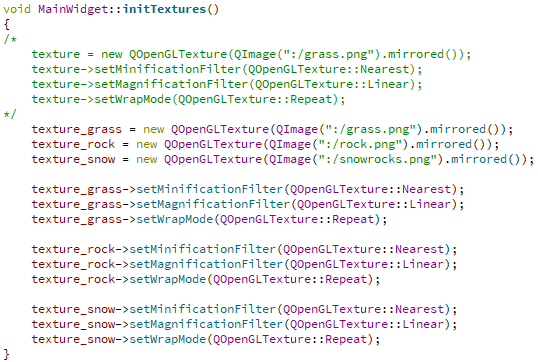 void MainWidget::initTextures()
{
/*
    texture = new QOpenGLTexture(QImage(":/grass.png").mirrored());
    texture->setMinificationFilter(QOpenGLTexture::Nearest);
    texture->setMagnificationFilter(QOpenGLTexture::Linear);
    texture->setWrapMode(QOpenGLTexture::Repeat);
*/
    texture_grass = new QOpenGLTexture(QImage(":/grass.png").mirrored());
    texture_rock = new QOpenGLTexture(QImage(":/rock.png").mirrored());
    texture_snow = new QOpenGLTexture(QImage(":/snowrocks.png").mirrored());

    texture_grass->setMinificationFilter(QOpenGLTexture::Nearest);
    texture_grass->setMagnificationFilter(QOpenGLTexture::Linear);
    texture_grass->setWrapMode(QOpenGLTexture::Repeat);

    texture_rock->setMinificationFilter(QOpenGLTexture::Nearest);
    texture_rock->setMagnificationFilter(QOpenGLTexture::Linear);
    texture_rock->setWrapMode(QOpenGLTexture::Repeat);

    texture_snow->setMinificationFilter(QOpenGLTexture::Nearest);
    texture_snow->setMagnificationFilter(QOpenGLTexture::Linear);
    texture_snow->setWrapMode(QOpenGLTexture::Repeat);
}